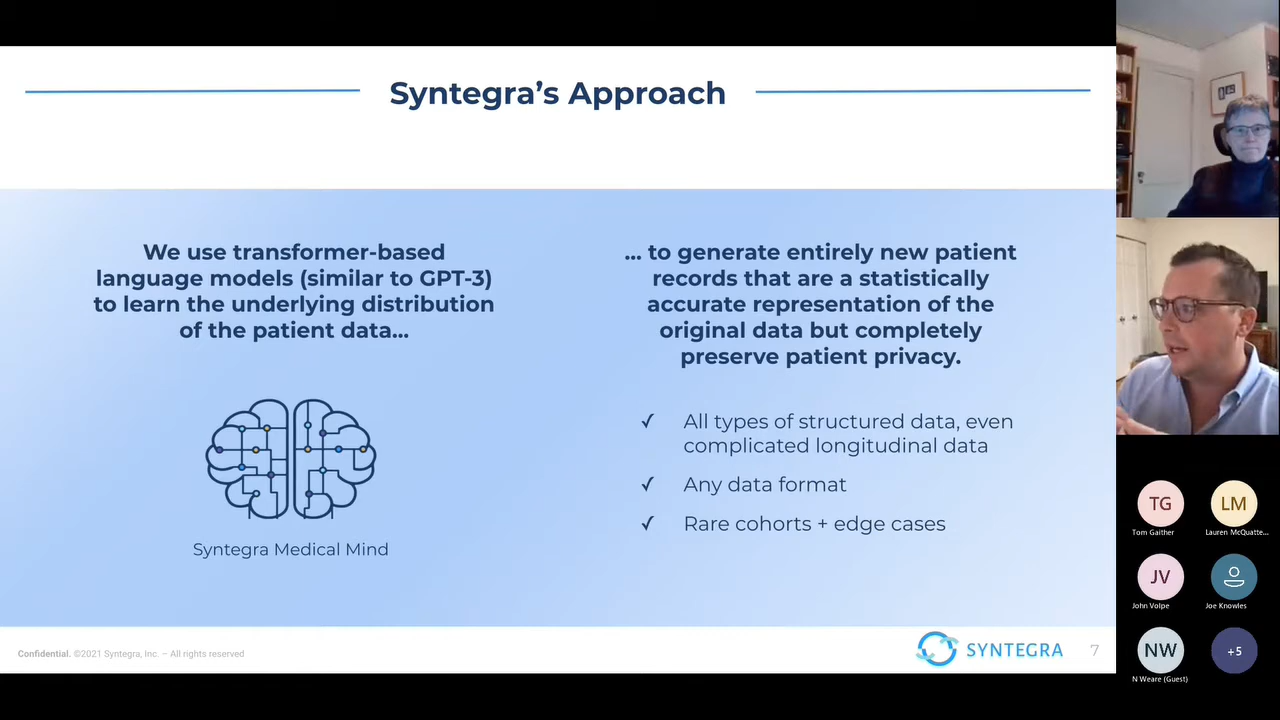 Syntegra's Approach
We use transformer-based
language models (similar to GPT-3)
to learn the underlying distribution
of the patient data...
Syntegra Medical Mind
... to generate entirely new patient
records that are a statistically
accurate representation of the
original data but completely
preserve patient privacy.
✓ All types of structured data, even
complicated longitudinal data
✓ Any data format
✓ Rare cohorts + edge cases
Confidential. ©2021 Syntegra, Inc. – All rights reserved
SYNTEGRA
7
TG
Tom Gaither
LM
Lauren McQuatte...
JV
John Volpe
Joe Knowles
NW
N Weare (Guest)
+5